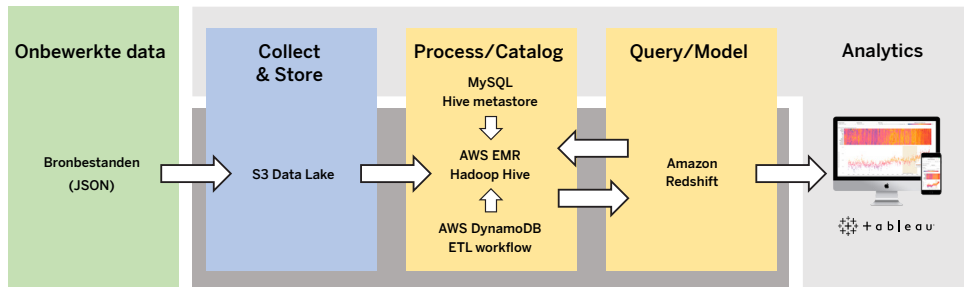 Onbewerkte data
Collect
& Store
Process/Catalog
Query/Model
Analytics
MySQL
Hive metastore
Bronbestanden
(JSON)
S3 Data Lake
AWS EMR
Hadoop Hive
Amazon
Redshift
AWS DynamoDB
ETL workflow
+ableau